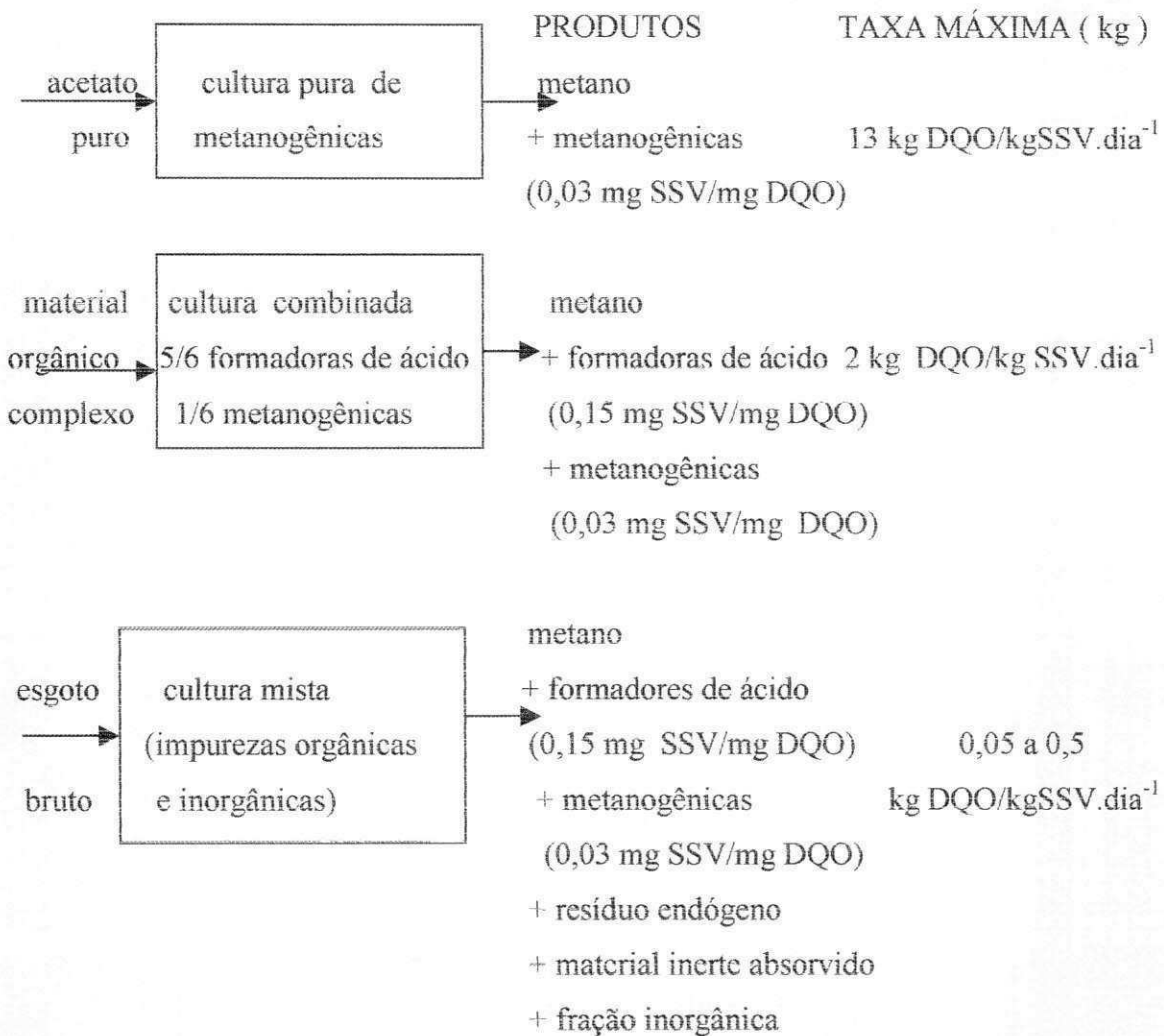 PRODUTOS TAXA MÁXIMA ( kg )
acetato
puro
cultura pura de
metanogênicas
metano
+ metanogênicas 13 kg DQO/kgSSV.dia⁻¹
(0,03 mg SSV/mg DQO)
material
orgânico
complexo
cultura combinada
5/6 formadoras de ácido
1/6 metanogênicas
metano
+ formadoras de ácido 2 kg DQO/kg SSV.dia⁻¹
(0,15 mg SSV/mg DQO)
+ metanogênicas
(0,03 mg SSV/mg DQO)
esgoto
bruto
cultura mista
(impurezas orgânicas
e inorgânicas)
metano
+ formadores de ácido
(0,15 mg SSV/mg DQO) 0,05 a 0,5
+ metanogênicas kg DQO/kgSSV.dia⁻¹
(0,03 mg SSV/mg DQO)
+ resíduo endógeno
+ material inerte absorvido
+ fração inorgânica